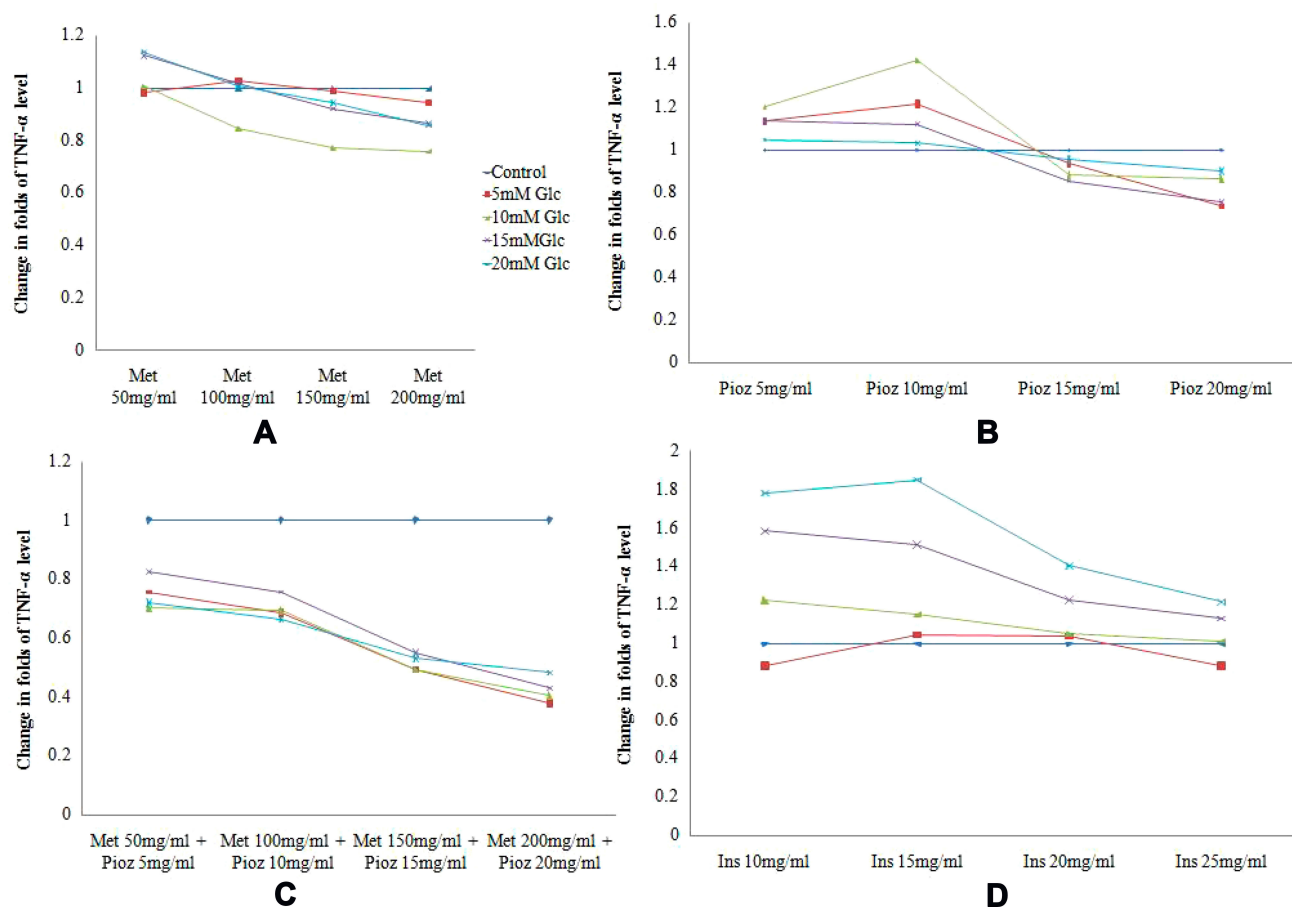 Change in folds of TNF-α level
1.2
1
0.8
0.6
0.4
0.2
0
Met
50mg/ml
Met
100mg/ml
Met
150mg/ml
Met
200mg/ml
Control
5mM Glc
10mM Glc
15mMGlc
20mM Glc
A
Change in folds of TNF-α level
1.6
1.4
1.2
1
0.8
0.6
0.4
0.2
0
Pioz 5mg/ml
Pioz 10mg/ml
Pioz 15mg/ml
Pioz 20mg/ml
B
Change in folds of TNF-α level
1.2
1
0.8
0.6
0.4
0.2
0
Met 50mg/ml +
Pioz 5mg/ml
Met 100mg/ml +
Pioz 10mg/ml
Met 150mg/ml +
Pioz 15mg/ml
Met 200mg/ml +
Pioz 20mg/ml
C
Change in folds of TNF-α level
2
1.8
1.6
1.4
1.2
1
0.8
0.6
0.4
0.2
0
Ins 10mg/ml
Ins 15mg/ml
Ins 20mg/ml
Ins 25mg/ml
D